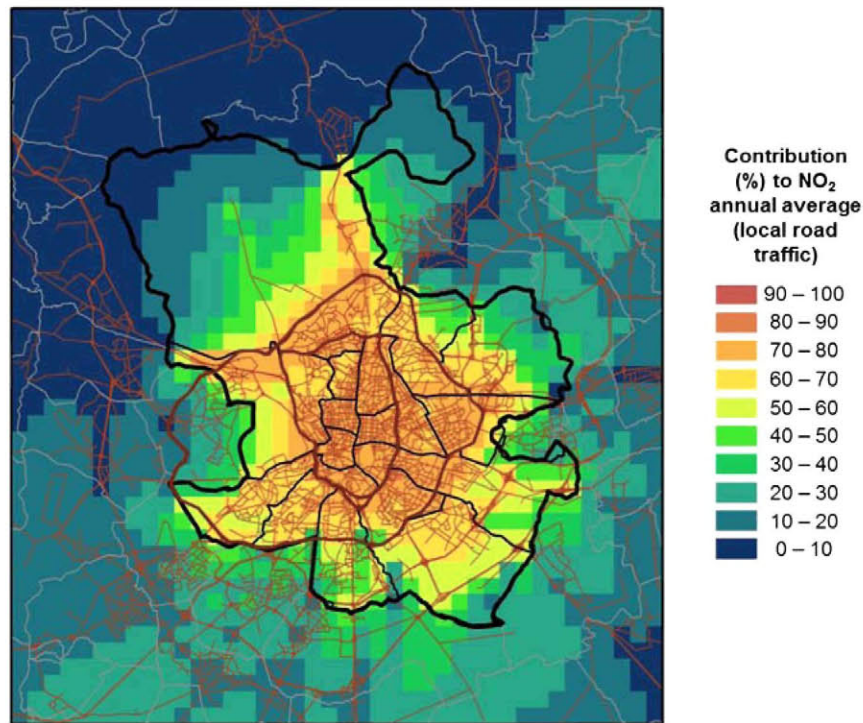 Contribution
(%) to NO₂
annual average
(local road
traffic)
90 – 100
80 – 90
70 – 80
60 – 70
50 – 60
40 – 50
30 – 40
20 – 30
10 – 20
0 – 10